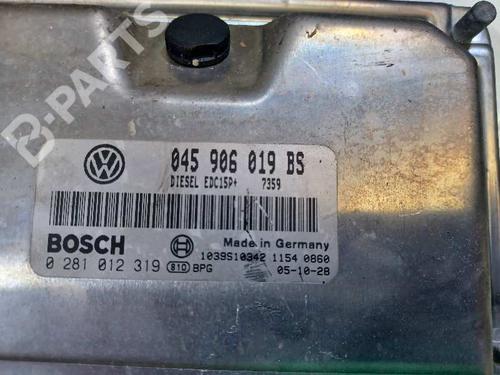 B-PARTS
045 906 019 BS
DIESEL EDC15P+ 7359
BOSCH
Made in Germany
0 281 012 319 810 BPG
1039S10342 1154 0860
05-10-28